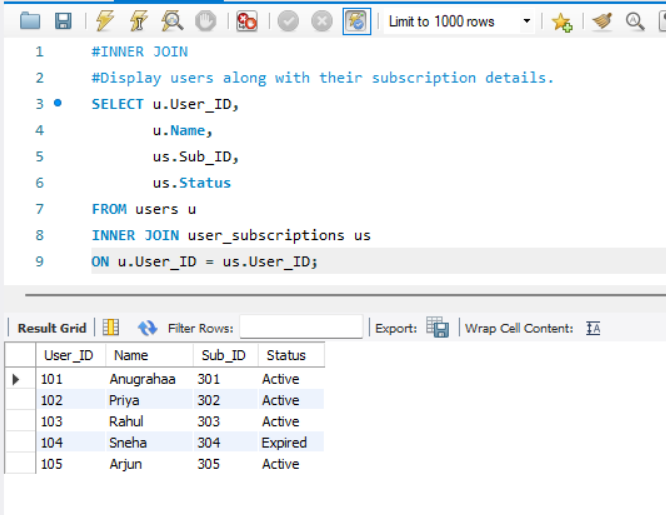 Limit to 1000 rows
1 #INNER JOIN
2 #Display users along with their subscription details.
3 SELECT u.User_ID,
4 u.Name,
5 us.Sub_ID,
6 us.Status
7 FROM users u
8 INNER JOIN user_subscriptions us
9 ON u.User_ID = us.User_ID;
Result Grid Filter Rows: Export: Wrap Cell Content: IA
User_ID Name Sub_ID Status
101 Anugrahaa 301 Active
102 Priya 302 Active
103 Rahul 303 Active
104 Sneha 304 Expired
105 Arjun 305 Active